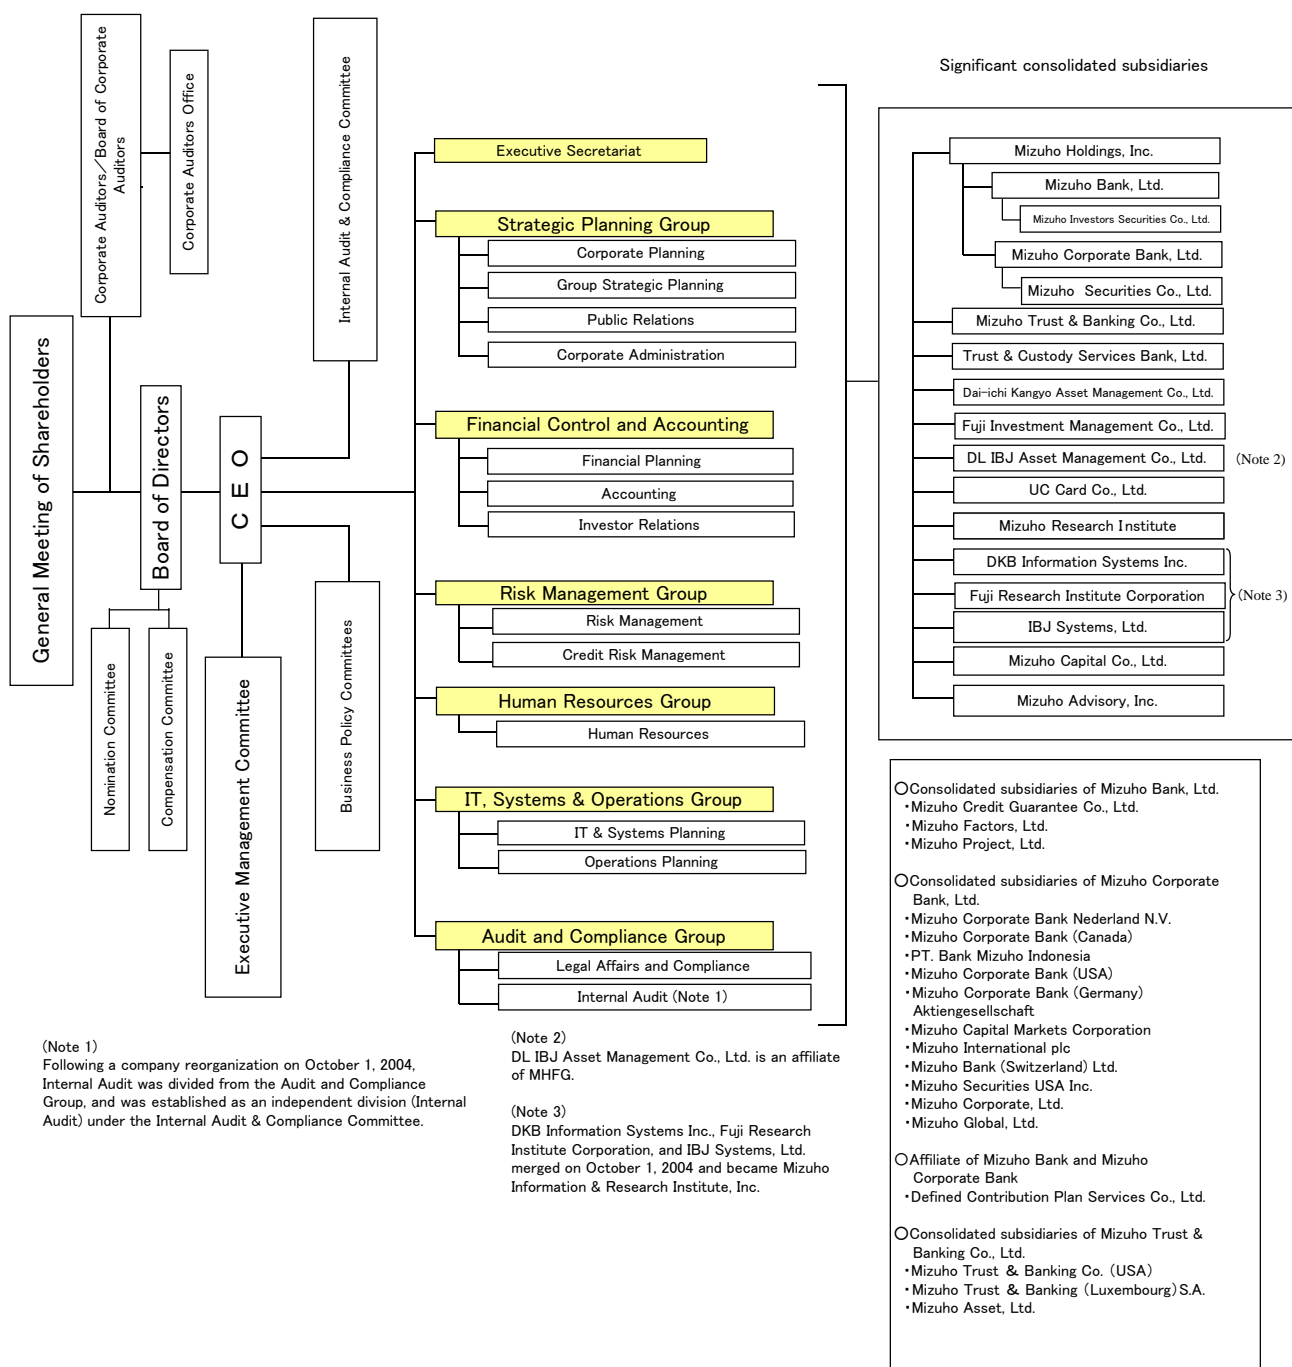 General Meeting of Shareholders
Corporate Auditors／Board of Corporate
Auditors
Corporate Auditors Office
Board of Directors
Nomination Committee
Compensation Committee
CEO
Executive Management Committee
Internal Audit & Compliance Committee
Business Policy Committees
Executive Secretariat
Strategic Planning Group
Corporate Planning
Group Strategic Planning
Public Relations
Corporate Administration
Financial Control and Accounting
Financial Planning
Accounting
Investor Relations
Risk Management Group
Risk Management
Credit Risk Management
Human Resources Group
Human Resources
IT, Systems & Operations Group
IT & Systems Planning
Operations Planning
Audit and Compliance Group
Legal Affairs and Compliance
Internal Audit (Note 1)
Significant consolidated subsidiaries
Mizuho Holdings, Inc.
Mizuho Bank, Ltd.
Mizuho Investors Securities Co., Ltd.
Mizuho Corporate Bank, Ltd.
Mizuho Securities Co., Ltd.
Mizuho Trust & Banking Co., Ltd.
Trust & Custody Services Bank, Ltd.
Dai-ichi Kangyo Asset Management Co., Ltd.
Fuji Investment Management Co., Ltd.
DL IBJ Asset Management Co., Ltd. (Note 2)
UC Card Co., Ltd.
Mizuho Research Institute
DKB Information Systems Inc.
Fuji Research Institute Corporation (Note 3)
IBJ Systems, Ltd.
Mizuho Capital Co., Ltd.
Mizuho Advisory, Inc.
○Consolidated subsidiaries of Mizuho Bank, Ltd.
・Mizuho Credit Guarantee Co., Ltd.
・Mizuho Factors, Ltd.
・Mizuho Project, Ltd.
○Consolidated subsidiaries of Mizuho Corporate
Bank, Ltd.
・Mizuho Corporate Bank Nederland N.V.
・Mizuho Corporate Bank (Canada)
・PT. Bank Mizuho Indonesia
・Mizuho Corporate Bank (USA)
・Mizuho Corporate Bank (Germany)
Aktiengesellschaft
・Mizuho Capital Markets Corporation
・Mizuho International plc
・Mizuho Bank (Switzerland) Ltd.
・Mizuho Securities USA Inc.
・Mizuho Corporate, Ltd.
・Mizuho Global, Ltd.
○Affiliate of Mizuho Bank and Mizuho
Corporate Bank
・Defined Contribution Plan Services Co., Ltd.
○Consolidated subsidiaries of Mizuho Trust &
Banking Co., Ltd.
・Mizuho Trust & Banking Co. (USA)
・Mizuho Trust & Banking (Luxembourg) S.A.
・Mizuho Asset, Ltd.
(Note 1)
Following a company reorganization on October 1, 2004,
Internal Audit was divided from the Audit and Compliance
Group, and was established as an independent division (Internal
Audit) under the Internal Audit & Compliance Committee.
(Note 2)
DL IBJ Asset Management Co., Ltd. is an affiliate
of MHFG.
(Note 3)
DKB Information Systems Inc., Fuji Research
Institute Corporation, and IBJ Systems, Ltd.
merged on October 1, 2004 and became Mizuho
Information & Research Institute, Inc.